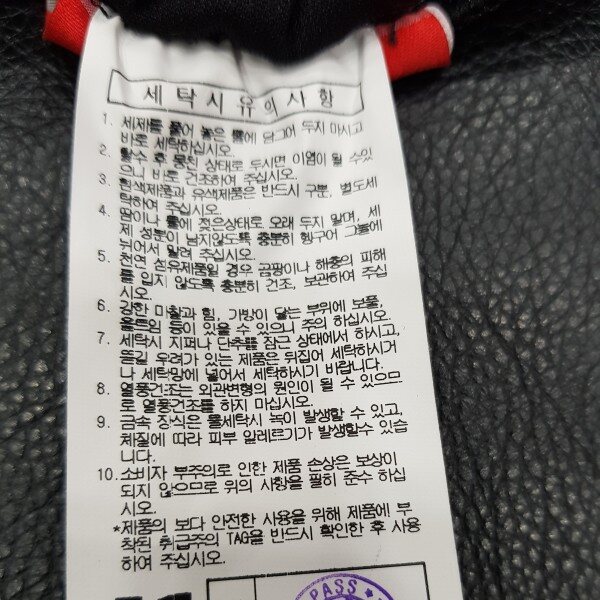 세탁시유의사항
1. 세제를 풀어 놓은 물에 담그어 두지 마시고
바로 세탁하십시오.
2. 탈수 후 뭉친 상태로 두시면 이염이 될 수있
으니 바로 건조하여 주십시오.
3. 흰색제품과 유색제품은 반드시 구분, 별도세
탁하여 주십시오.
4. 땀이나 물에 젖은상태로 오래 두지 말며, 세
제 성분이 남지않도록 충분히 헹구어 그늘에
뉘어서 말려 주십시오.
5. 천연 섬유제품일 경우 곰팡이나 해충의 피해
를 입지 않도록 충분히 건조, 보관하여 주십
시오.
6. 강한 마찰과 힘, 가방이 닿는 부위에 보풀,
올트임 등이 있을 수 있으니 주의 하십시오.
7. 세탁시 지퍼나 단추를 잠근 상태에서 하시고,
뜯길 우려가 있는 제품은 뒤집어 세탁하시거
나 세탁망에 넣어서 세탁하시기 바랍니다.
8. 열풍건조는 외관변형의 원인이 될 수 있으므
로 열풍건조를 하지 마십시오.
9. 금속 장식은 물세탁시 녹이 발생할 수 있고,
체질에 따라 피부 알레르기가 발생할수 있습
니다.
10. 소비자 부주의로 인한 제품 손상은 보상이
되지 않으므로 위의 사항을 필히 준수 하십
시오.
*제품의 보다 안전한 사용을 위해 제품에 부
착된 취급주의 TAG을 반드시 확인한 후 사용
하여 주십시오.
PASS